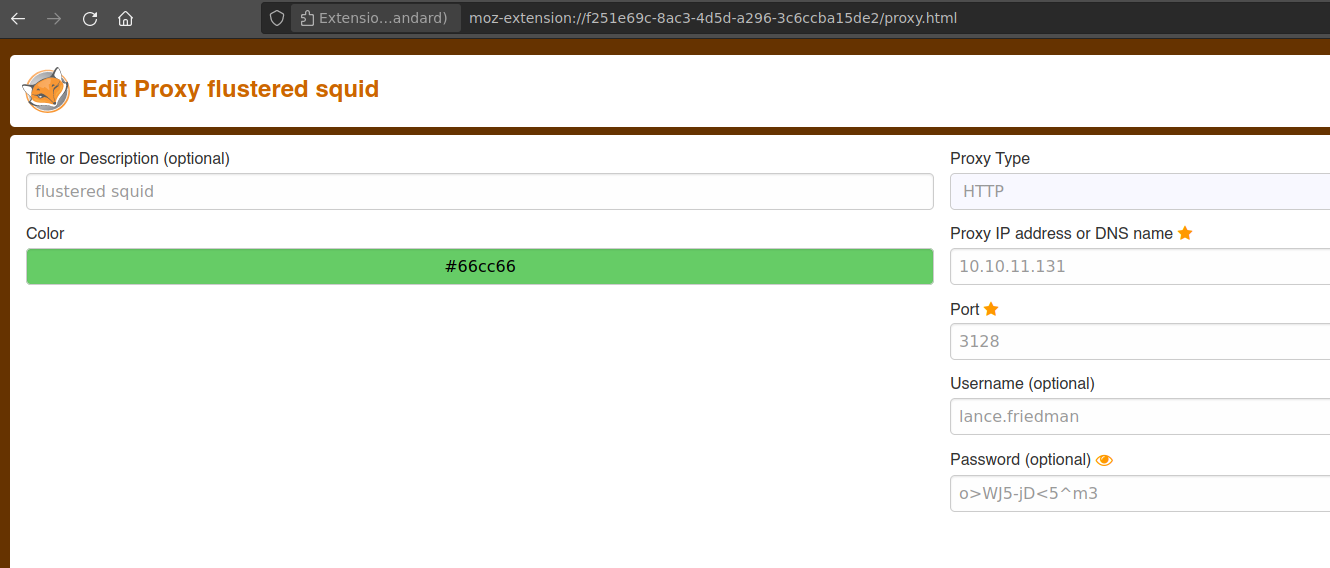 Extensio...andard)
moz-extension://f251e69c-8ac3-4d5d-a296-3c6ccba15de2/proxy.html
Edit Proxy flustered squid
Title or Description (optional)
flustered squid
Color
#66cc66
Proxy Type
HTTP
Proxy IP address or DNS name
10.10.11.131
Port
3128
Username (optional)
lance.friedman
Password (optional)
o>WJ5-jD<5^m3